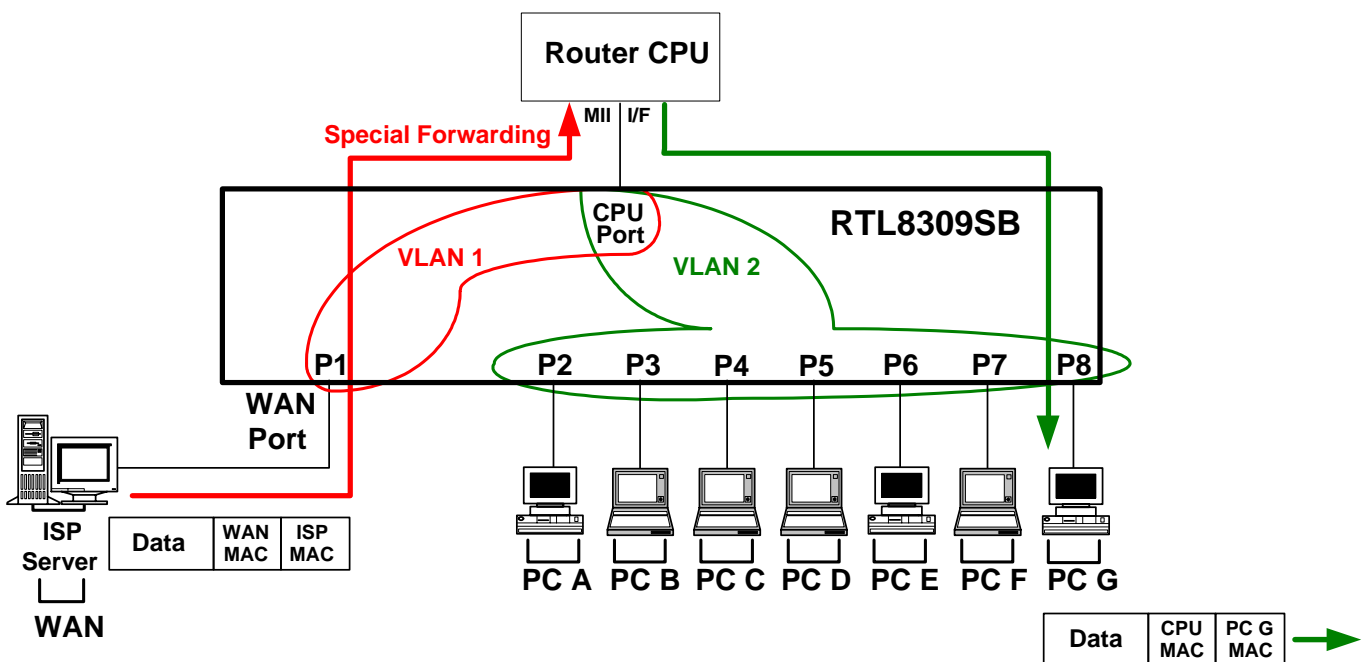 Router CPU
MII I/F
Special Forwarding
CPU
Port
RTL8309SB
VLAN 1
VLAN 2
P1 P2 P3 P4 P5 P6 P7 P8
WAN
Port
ISP
Server
WAN
Data WAN MAC ISP MAC
PC A PC B PC C PC D PC E PC F PC G
Data CPU MAC PC G MAC